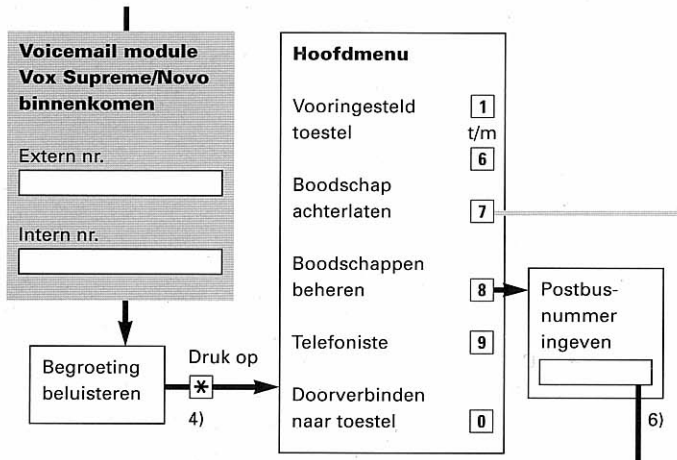 Voicemail module
Vox Supreme/Novo
binnenkomen
Extern nr.
Intern nr.
Begroeting
beluisteren
Druk op
*
4)
Hoofdmenu
Vooringesteld 1
toestel t/m
6
Boodschap
achterlaten 7
Boodschappen
beheren 8
Telefoniste 9
Doorverbinden
naar toestel 0
Postbus-
nummer
ingeven
6)